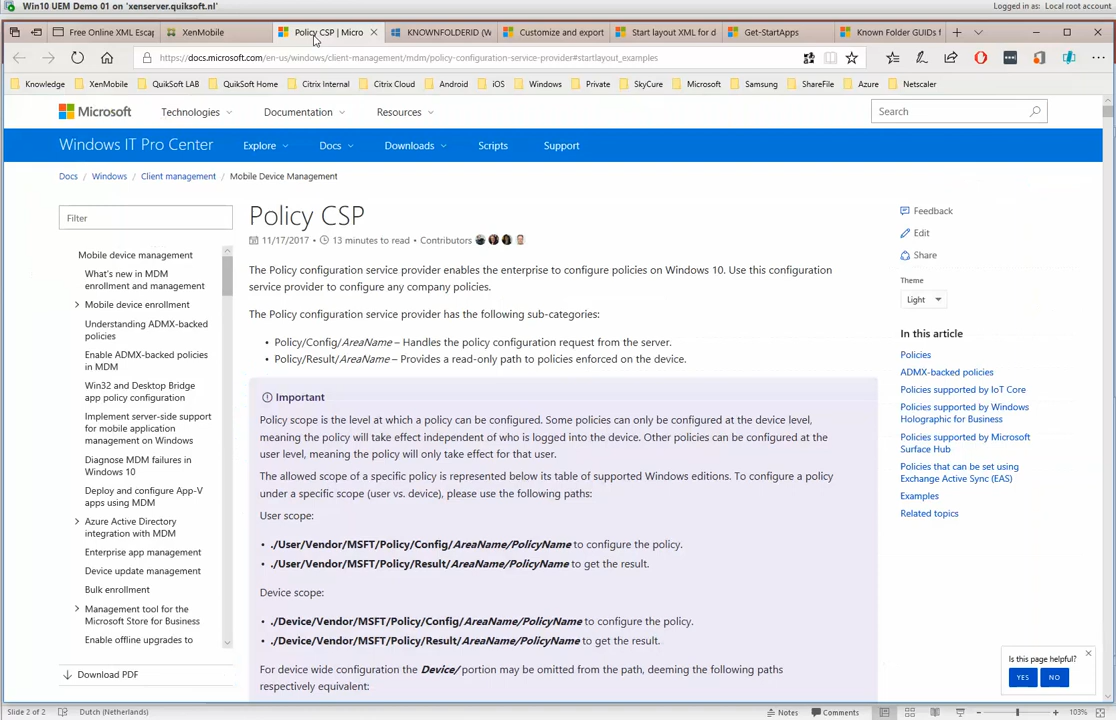 Win10 UEM Demo 01 on 'xenserver.quiksoft.nl'
Logged in as: Local root account
Free Online XML Escap
XenMobile
Policy CSP | Micro
KNOWNFOLDERID (W
Customize and export
Start layout XML for d
Get-StartApps
Known Folder GUIDs f
https://docs.microsoft.com/en-us/windows/client-management/mdm/policy-configuration-service-provider#startlayout_examples
Knowledge
XenMobile
QuikSoft LAB
QuikSoft Home
Citrix Internal
Citrix Cloud
Android
iOS
Windows
Private
SkyCure
Microsoft
Samsung
ShareFile
Azure
Netscaler
Microsoft
Technologies
Documentation
Resources
Search
Windows IT Pro Center
Explore
Docs
Downloads
Scripts
Support
Docs / Windows / Client management / Mobile Device Management
Filter
Mobile device management
What's new in MDM
enrollment and management
Mobile device enrollment
Understanding ADMX-backed
policies
Enable ADMX-backed policies
in MDM
Win32 and Desktop Bridge
app policy configuration
Implement server-side support
for mobile application
management on Windows
Diagnose MDM failures in
Windows 10
Deploy and configure App-V
apps using MDM
Azure Active Directory
integration with MDM
Enterprise app management
Device update management
Bulk enrollment
Management tool for the
Microsoft Store for Business
Enable offline upgrades to
Download PDF
Policy CSP
11/17/2017 • 13 minutes to read • Contributors
The Policy configuration service provider enables the enterprise to configure policies on Windows 10. Use this configuration
service provider to configure any company policies.
The Policy configuration service provider has the following sub-categories:
• Policy/Config/AreaName – Handles the policy configuration request from the server.
• Policy/Result/AreaName – Provides a read-only path to policies enforced on the device.
Important
Policy scope is the level at which a policy can be configured. Some policies can only be configured at the device level,
meaning the policy will take effect independent of who is logged into the device. Other policies can be configured at the
user level, meaning the policy will only take effect for that user.
The allowed scope of a specific policy is represented below its table of supported Windows editions. To configure a policy
under a specific scope (user vs. device), please use the following paths:
User scope:
• ./User/Vendor/MSFT/Policy/Config/AreaName/PolicyName to configure the policy.
• ./User/Vendor/MSFT/Policy/Result/AreaName/PolicyName to get the result.
Device scope:
• ./Device/Vendor/MSFT/Policy/Config/AreaName/PolicyName to configure the policy.
• ./Device/Vendor/MSFT/Policy/Result/AreaName/PolicyName to get the result.
For device wide configuration the Device/ portion may be omitted from the path, deeming the following paths
respectively equivalent:
Feedback
Edit
Share
Theme
Light
In this article
Policies
ADMX-backed policies
Policies supported by IoT Core
Policies supported by Windows
Holographic for Business
Policies supported by Microsoft
Surface Hub
Policies that can be set using
Exchange Active Sync (EAS)
Examples
Related topics
Is this page helpful?
YES
NO
Slide 2 of 2
Dutch (Netherlands)
Notes
Comments
103%